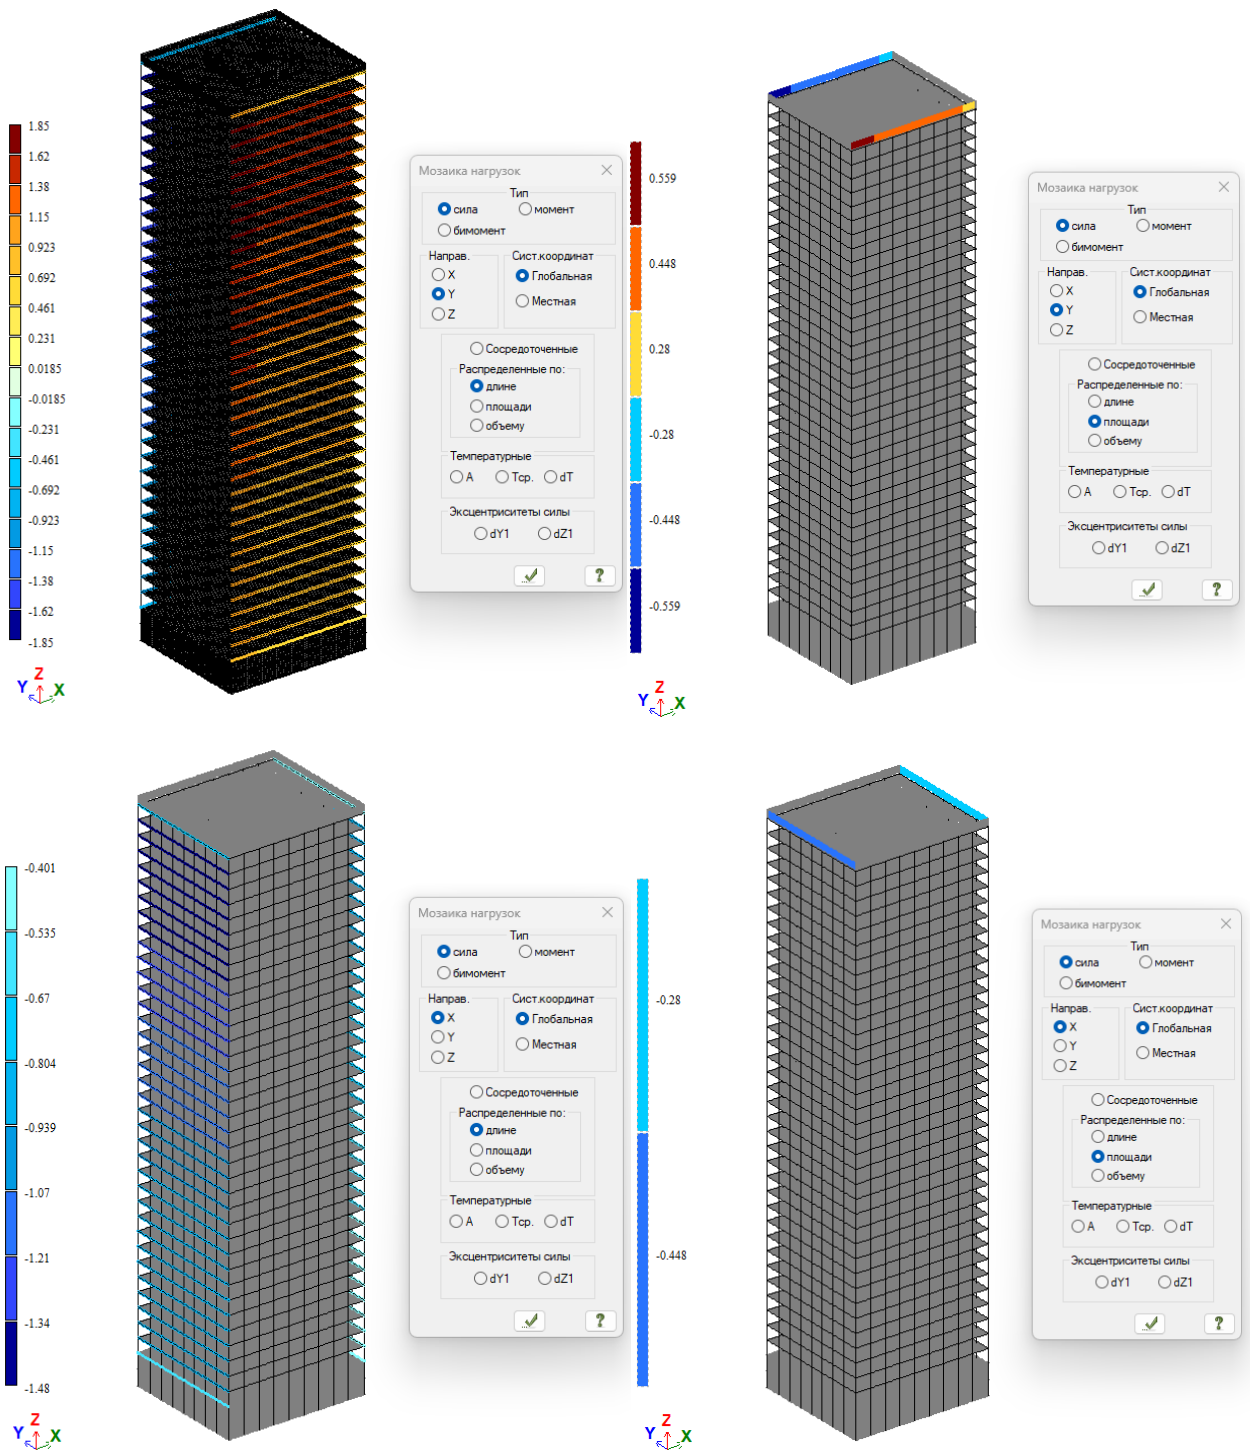 1.85
1.62
1.38
1.15
0.923
0.692
0.461
0.231
0.0185
-0.0185
-0.231
-0.461
-0.692
-0.923
-1.15
-1.38
-1.62
-1.85
Z
Y
X
Мозаика нагрузок
Тип
сила
момент
бимомент
Направ.
X
Y
Z
Сист.координат
Глобальная
Местная
Сосредоточенные
Распределенные по:
длине
площади
объему
Температурные
A
Tср.
dT
Эксцентриситеты силы
dY1
dZ1
?
0.559
0.448
0.28
-0.28
-0.448
-0.559
Z
Y
X
Мозаика нагрузок
Тип
сила
момент
бимомент
Направ.
X
Y
Z
Сист.координат
Глобальная
Местная
Сосредоточенные
Распределенные по:
длине
площади
объему
Температурные
A
Tср.
dT
Эксцентриситеты силы
dY1
dZ1
?
-0.401
-0.535
-0.67
-0.804
-0.939
-1.07
-1.21
-1.34
-1.48
Z
Y
X
Мозаика нагрузок
Тип
сила
момент
бимомент
Направ.
X
Y
Z
Сист.координат
Глобальная
Местная
Сосредоточенные
Распределенные по:
длине
площади
объему
Температурные
A
Tср.
dT
Эксцентриситеты силы
dY1
dZ1
?
-0.28
-0.448
Z
Y
X
Мозаика нагрузок
Тип
сила
момент
бимомент
Направ.
X
Y
Z
Сист.координат
Глобальная
Местная
Сосредоточенные
Распределенные по:
длине
площади
объему
Температурные
A
Tср.
dT
Эксцентриситеты силы
dY1
dZ1
?